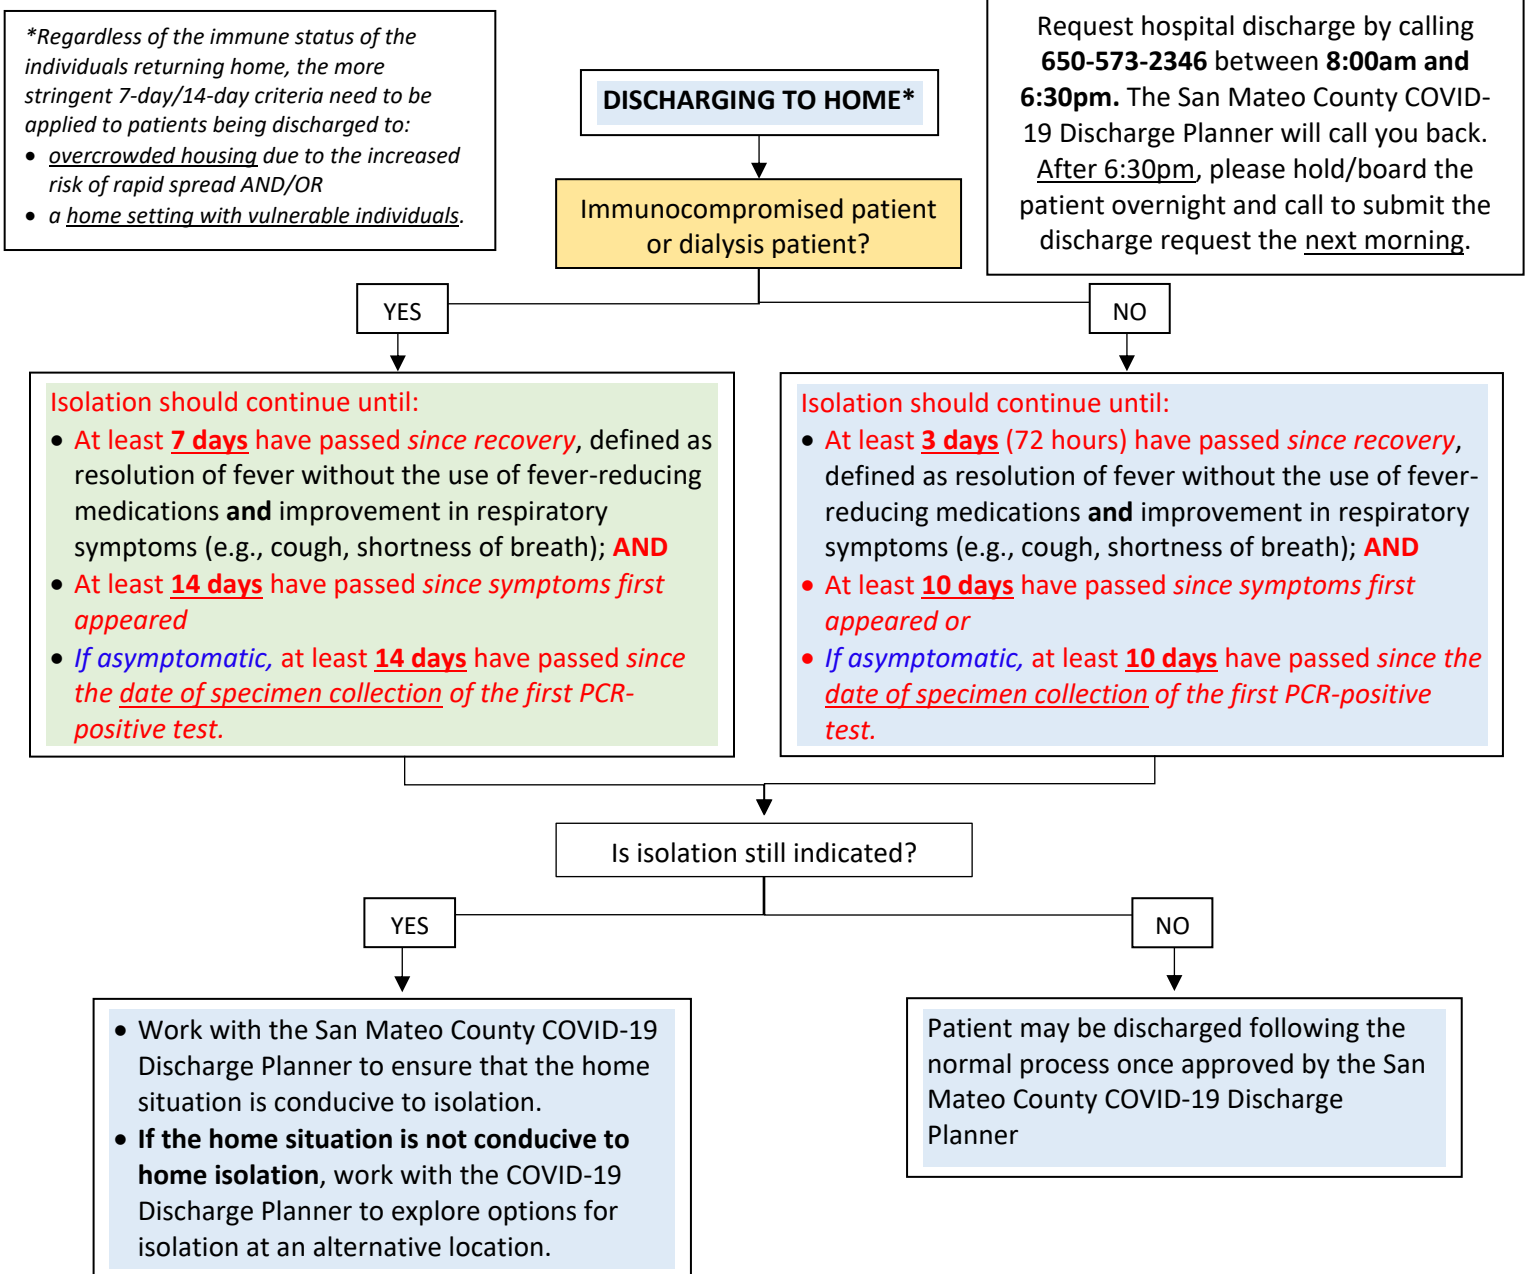 *Regardless of the immune status of the
individuals returning home, the more
stringent 7-day/14-day criteria need to be
applied to patients being discharged to:
• overcrowded housing due to the increased
risk of rapid spread AND/OR
• a home setting with vulnerable individuals.
DISCHARGING TO HOME*
Request hospital discharge by calling
650-573-2346 between 8:00am and
6:30pm. The San Mateo County COVID-
19 Discharge Planner will call you back.
After 6:30pm, please hold/board the
patient overnight and call to submit the
discharge request the next morning.
Immunocompromised patient
or dialysis patient?
YES
NO
Isolation should continue until:
• At least 7 days have passed since recovery, defined as
resolution of fever without the use of fever-reducing
medications and improvement in respiratory
symptoms (e.g., cough, shortness of breath); AND
• At least 14 days have passed since symptoms first
appeared
• If asymptomatic, at least 14 days have passed since
the date of specimen collection of the first PCR-
positive test.
Isolation should continue until:
• At least 3 days (72 hours) have passed since recovery,
defined as resolution of fever without the use of fever-
reducing medications and improvement in respiratory
symptoms (e.g., cough, shortness of breath); AND
• At least 10 days have passed since symptoms first
appeared or
• If asymptomatic, at least 10 days have passed since the
date of specimen collection of the first PCR-positive
test.
Is isolation still indicated?
YES
NO
• Work with the San Mateo County COVID-19
Discharge Planner to ensure that the home
situation is conducive to isolation.
• If the home situation is not conducive to
home isolation, work with the COVID-19
Discharge Planner to explore options for
isolation at an alternative location.
Patient may be discharged following the
normal process once approved by the San
Mateo County COVID-19 Discharge
Planner